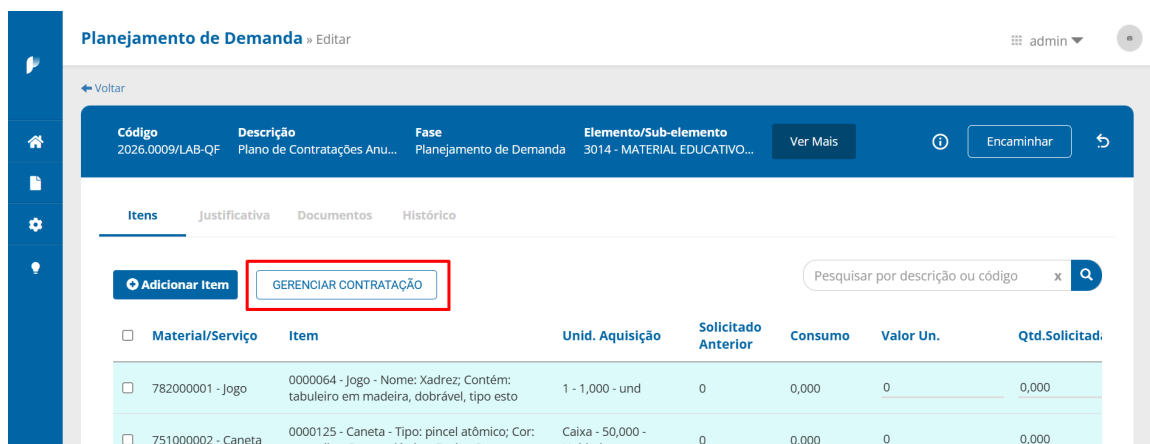 Planejamento de Demanda » Editar
admin
Voltar
Código Descrição Fase Elemento/Sub-elemento
2026.0009/LAB-QF Plano de Contratações Anu... Planejamento de Demanda 3014 - MATERIAL EDUCATIVO...
Ver Mais
Encaminhar
Itens Justificativa Documentos Histórico
Adicionar Item
GERENCIAR CONTRATAÇÃO
Pesquisar por descrição ou código x
Material/Serviço Item Unid. Aquisição Solicitado Anterior Consumo Valor Un. Qtd.Solicitada
782000001 - Jogo
0000064 - Jogo - Nome: Xadrez; Contém:
tabuleiro em madeira, dobrável, tipo esto
1 - 1,000 - und 0 0,000 0 0,000
751000002 - Caneta
0000125 - Caneta - Tipo: pincel atômico; Cor:
Caixa - 50,000 -
0 0,000 0 0,000